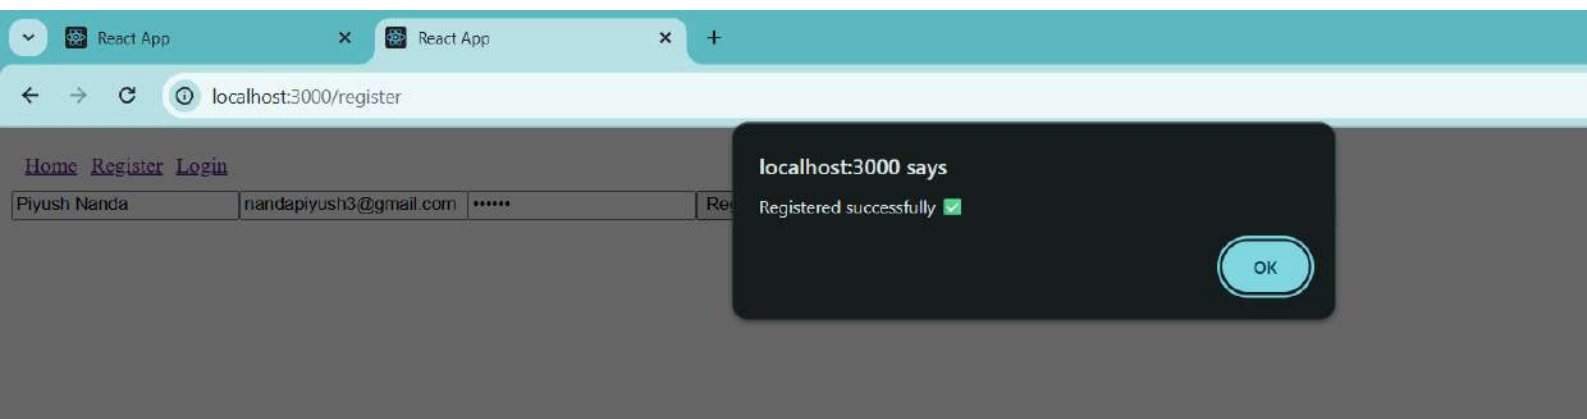 React App
React App
localhost:3000/register
Home Register Login
Piyush Nanda nandapiyush3@gmail.com ••••••
localhost:3000 says
Registered successfully ✅
OK